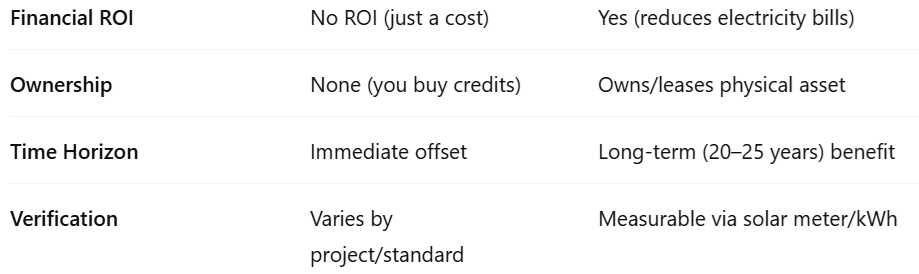 Financial ROI No ROI (just a cost) Yes (reduces electricity bills)
Ownership None (you buy credits) Owns/leases physical asset
Time Horizon Immediate offset Long-term (20–25 years) benefit
Verification Varies by Measurable via solar meter/kWh
project/standard